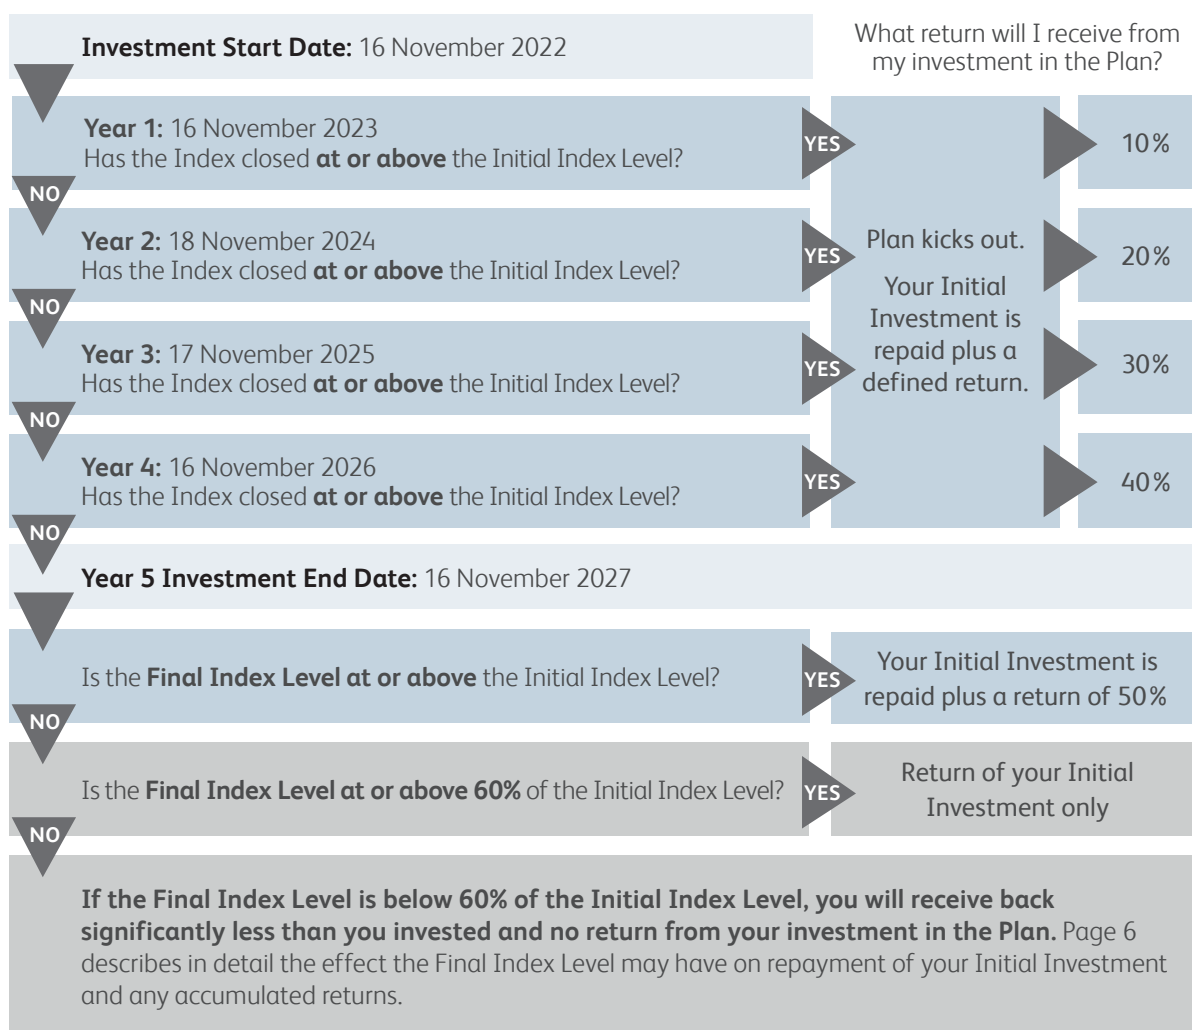 Investment Start Date: 16 November 2022
What return will I receive from
my investment in the Plan?
Year 1: 16 November 2023
Has the Index closed at or above the Initial Index Level?
YES
10%
NO
Year 2: 18 November 2024
Has the Index closed at or above the Initial Index Level?
YES
20%
NO
Year 3: 17 November 2025
Has the Index closed at or above the Initial Index Level?
YES
30%
NO
Year 4: 16 November 2026
Has the Index closed at or above the Initial Index Level?
YES
40%
NO
Plan kicks out.
Your Initial
Investment is
repaid plus a
defined return.
Year 5 Investment End Date: 16 November 2027
Is the Final Index Level at or above the Initial Index Level?
YES
Your Initial Investment is
repaid plus a return of 50%
NO
Is the Final Index Level at or above 60% of the Initial Index Level?
YES
Return of your Initial
Investment only
NO
If the Final Index Level is below 60% of the Initial Index Level, you will receive back
significantly less than you invested and no return from your investment in the Plan. Page 6
describes in detail the effect the Final Index Level may have on repayment of your Initial Investment
and any accumulated returns.